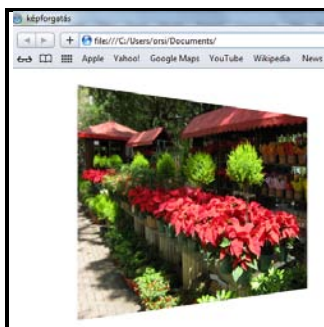 képforgatás
file:///C:/Users/orsi/Documents/
Apple Yahoo! Google Maps YouTube Wikipedia News